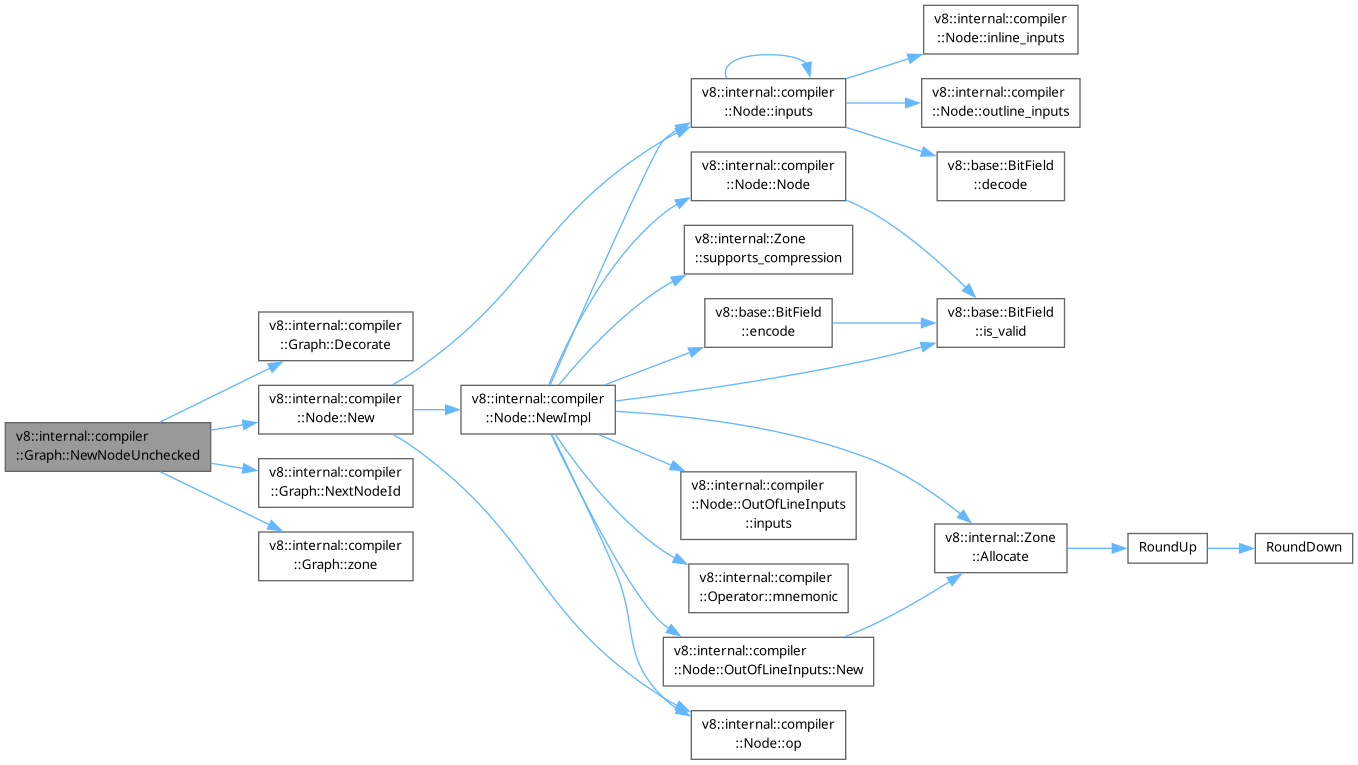 v8::internal::compiler
::Graph::NewNodeUnchecked
v8::internal::compiler
::Graph::Decorate
v8::internal::compiler
::Node::New
v8::internal::compiler
::Graph::NextNodeId
v8::internal::compiler
::Graph::zone
v8::internal::compiler
::Node::NewImpl
v8::internal::compiler
::Node::inputs
v8::internal::compiler
::Node::Node
v8::internal::Zone
::supports_compression
v8::base::BitField
::encode
v8::internal::compiler
::Node::OutOfLineInputs
::inputs
v8::internal::compiler
::Operator::mnemonic
v8::internal::compiler
::Node::OutOfLineInputs::New
v8::internal::compiler
::Node::op
v8::internal::compiler
::Node::inline_inputs
v8::internal::compiler
::Node::outline_inputs
v8::base::BitField
::decode
v8::base::BitField
::is_valid
v8::internal::Zone
::Allocate
RoundUp
RoundDown